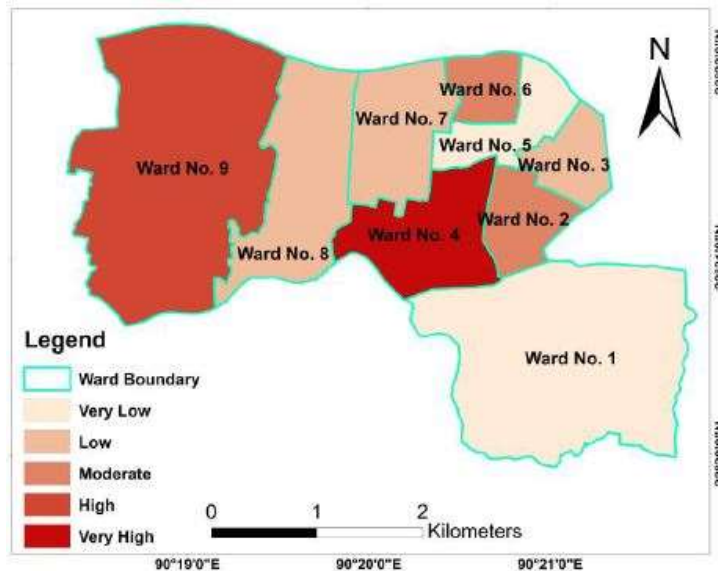 N
Ward No. 6
Ward No. 7
Ward No. 5
Ward No. 3
Ward No. 9
Ward No. 2
Ward No. 4
Ward No. 8
Ward No. 1
Legend
Ward Boundary
Very Low
Low
Moderate
High
Very High
0 1 2
Kilometers
90°19'0"E 90°20'0"E 90°21'0"E